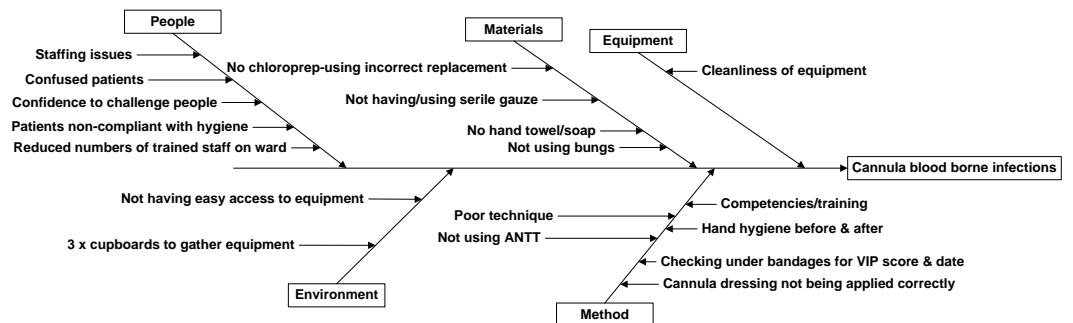 People
Staffing issues
Confused patients
Confidence to challenge people
Patients non-compliant with hygiene
Reduced numbers of trained staff on ward
Materials
No chloroprep-using incorrect replacement
Not having/using serile gauze
No hand towel/soap
Not using bungs
Equipment
Cleanliness of equipment
Cannula blood borne infections
Not having easy access to equipment
3 x cupboards to gather equipment
Environment
Poor technique
Not using ANTT
Competencies/training
Hand hygiene before & after
Checking under bandages for VIP score & date
Cannula dressing not being applied correctly
Method